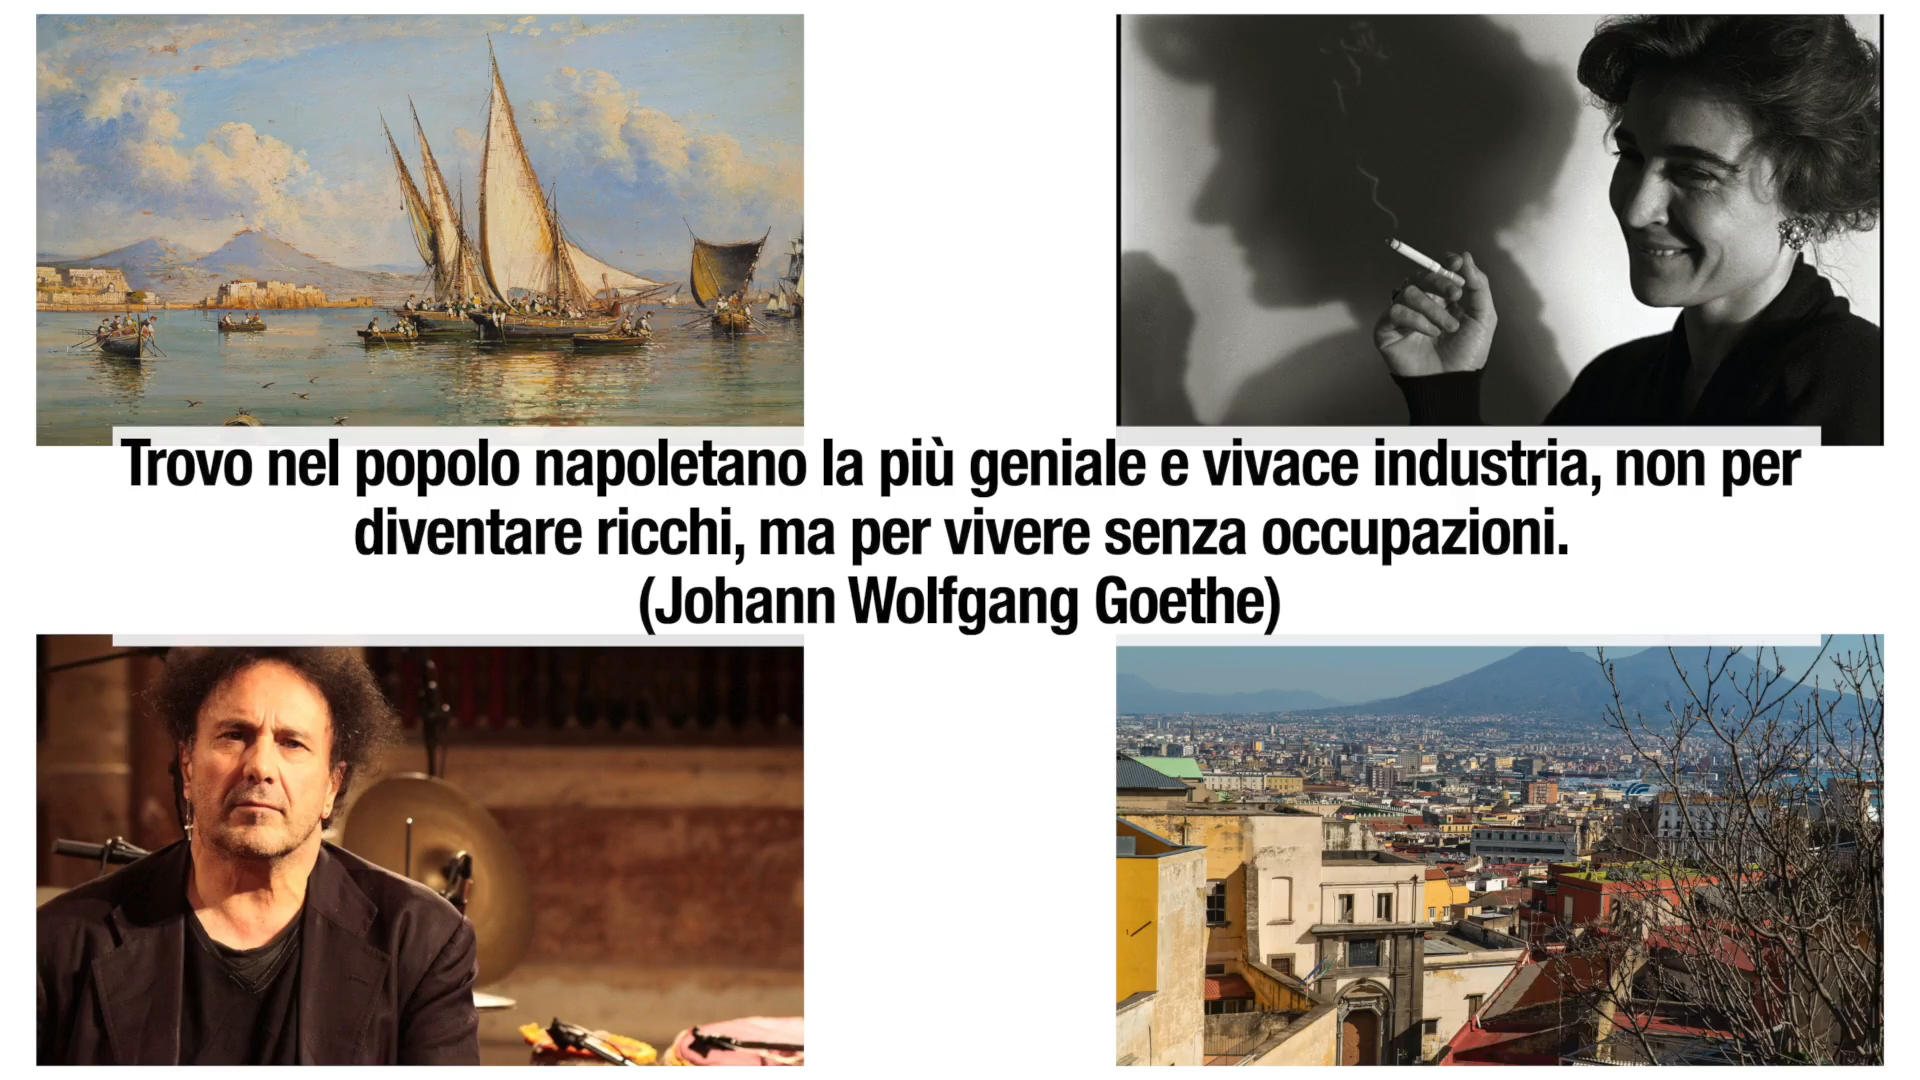 Trovo nel popolo napoletano la più geniale e vivace industria, non per
diventare ricchi, ma per vivere senza occupazioni.
(Johann Wolfgang Goethe)